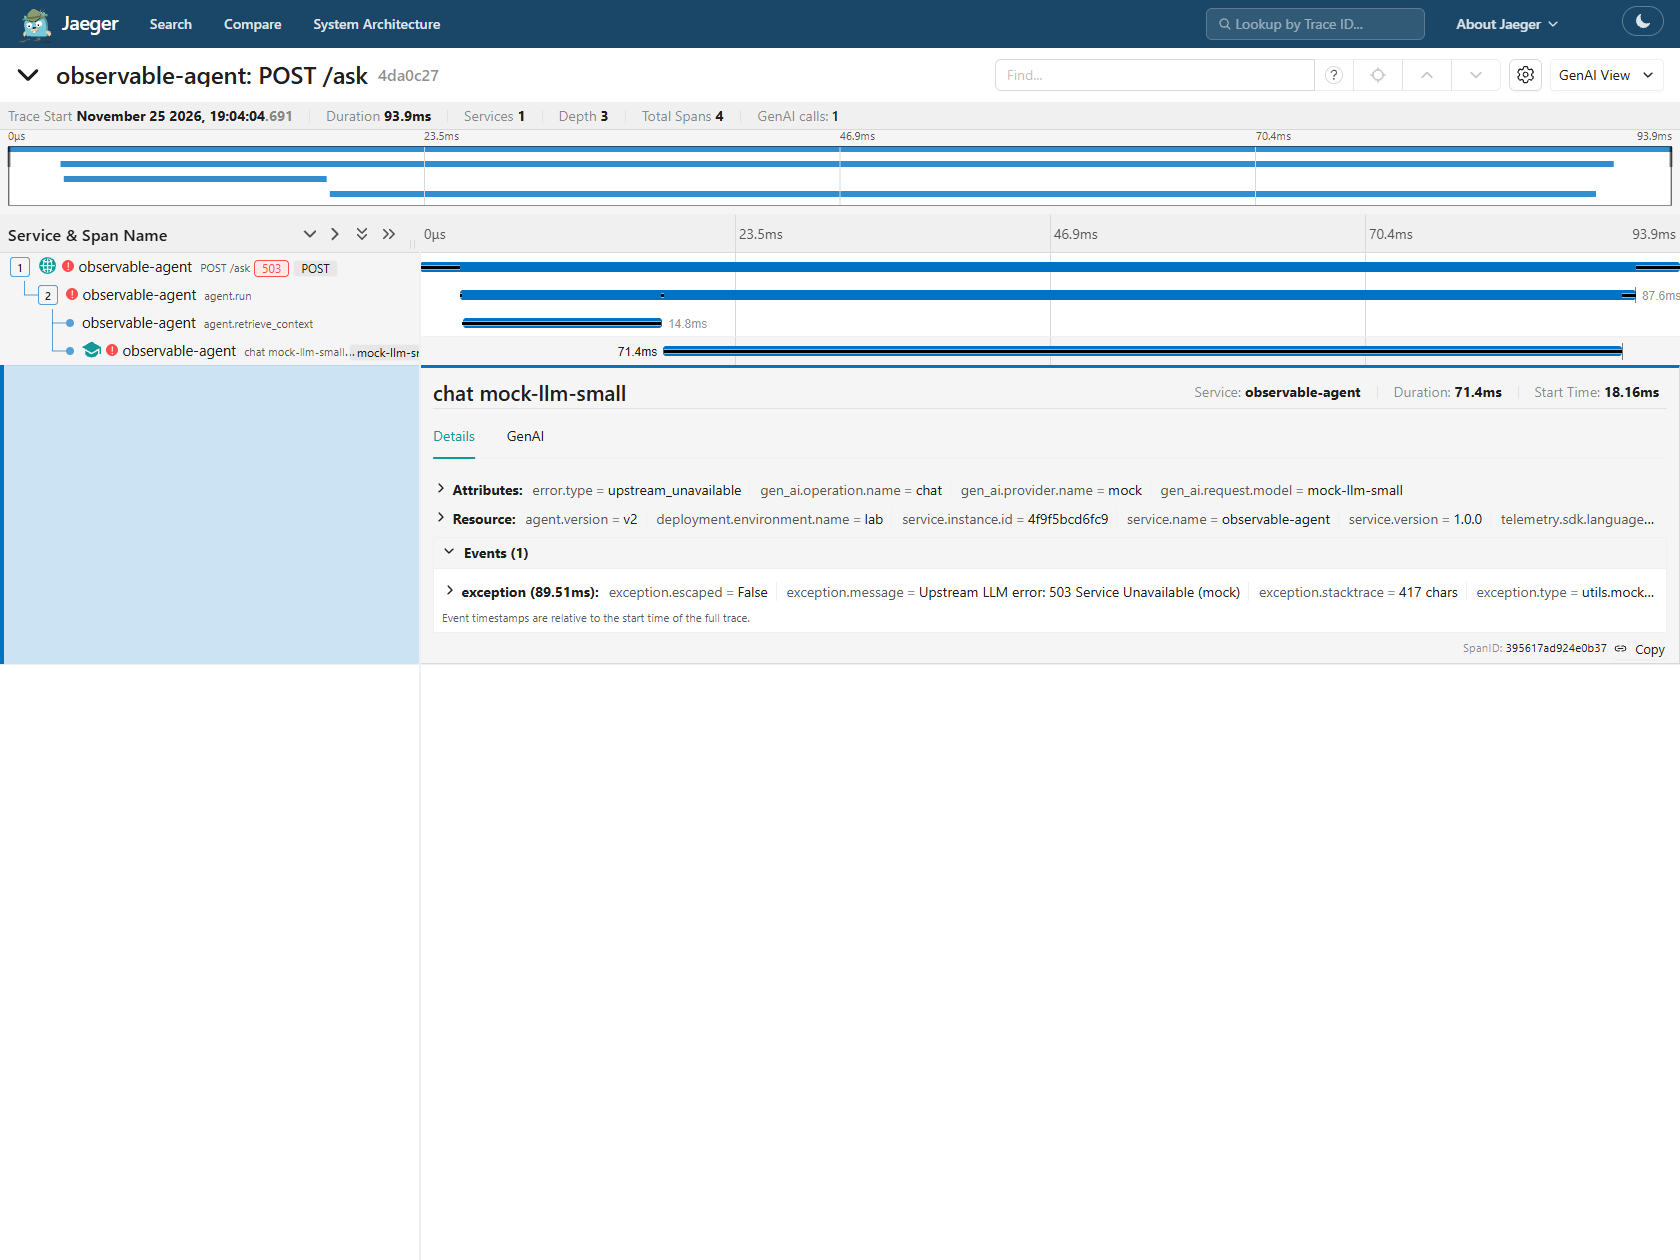 Jaeger Search Compare System Architecture Lookup by Trace ID... About Jaeger
observable-agent: POST /ask 4da0c27 Find... ? GenAI View
Trace Start November 25 2026, 19:04:04.691 Duration 93.9ms Services 1 Depth 3 Total Spans 4 GenAI calls: 1
0μs 23.5ms 46.9ms 70.4ms 93.9ms
Service & Span Name 0μs 23.5ms 46.9ms 70.4ms 93.9ms
1 observable-agent POST /ask 503 POST
2 observable-agent agent.run 87.6ms
observable-agent agent.retrieve_context 14.8ms
observable-agent chat mock-llm-small... mock-llm-sm 71.4ms
chat mock-llm-small Service: observable-agent Duration: 71.4ms Start Time: 18.16ms
Details GenAI
Attributes: error.type = upstream_unavailable gen_ai.operation.name = chat gen_ai.provider.name = mock gen_ai.request.model = mock-llm-small
Resource: agent.version = v2 deployment.environment.name = lab service.instance.id = 4f9f5bcd6fc9 service.name = observable-agent service.version = 1.0.0 telemetry.sdk.language...
Events (1)
exception (89.51ms): exception.escaped = False exception.message = Upstream LLM error: 503 Service Unavailable (mock) exception.stacktrace = 417 chars exception.type = utils.mock...
Event timestamps are relative to the start time of the full trace.
SpanID: 395617ad924e0b37 Copy